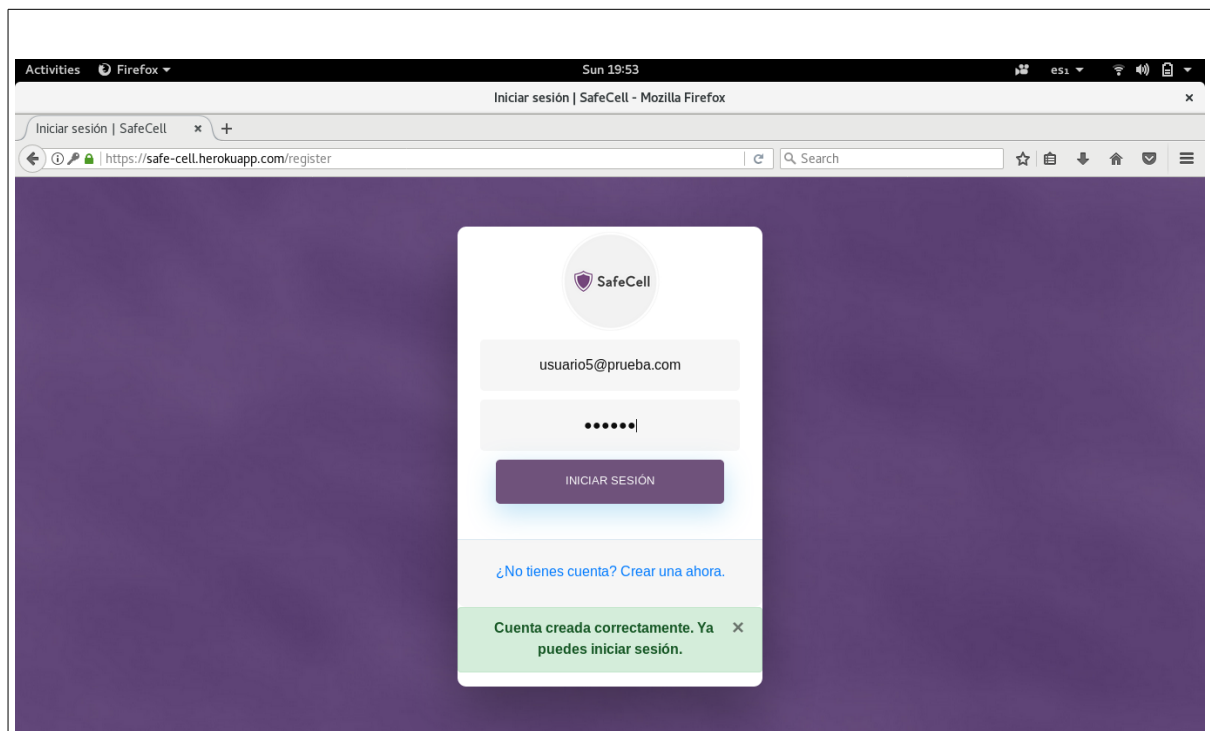 Activities Firefox Sun 19:53 es₁
Iniciar sesión | SafeCell - Mozilla Firefox
Iniciar sesión | SafeCell
https://safe-cell.herokuapp.com/register Search
SafeCell
usuario5@prueba.com
••••••
INICIAR SESIÓN
¿No tienes cuenta? Crear una ahora.
Cuenta creada correctamente. Ya
puedes iniciar sesión.